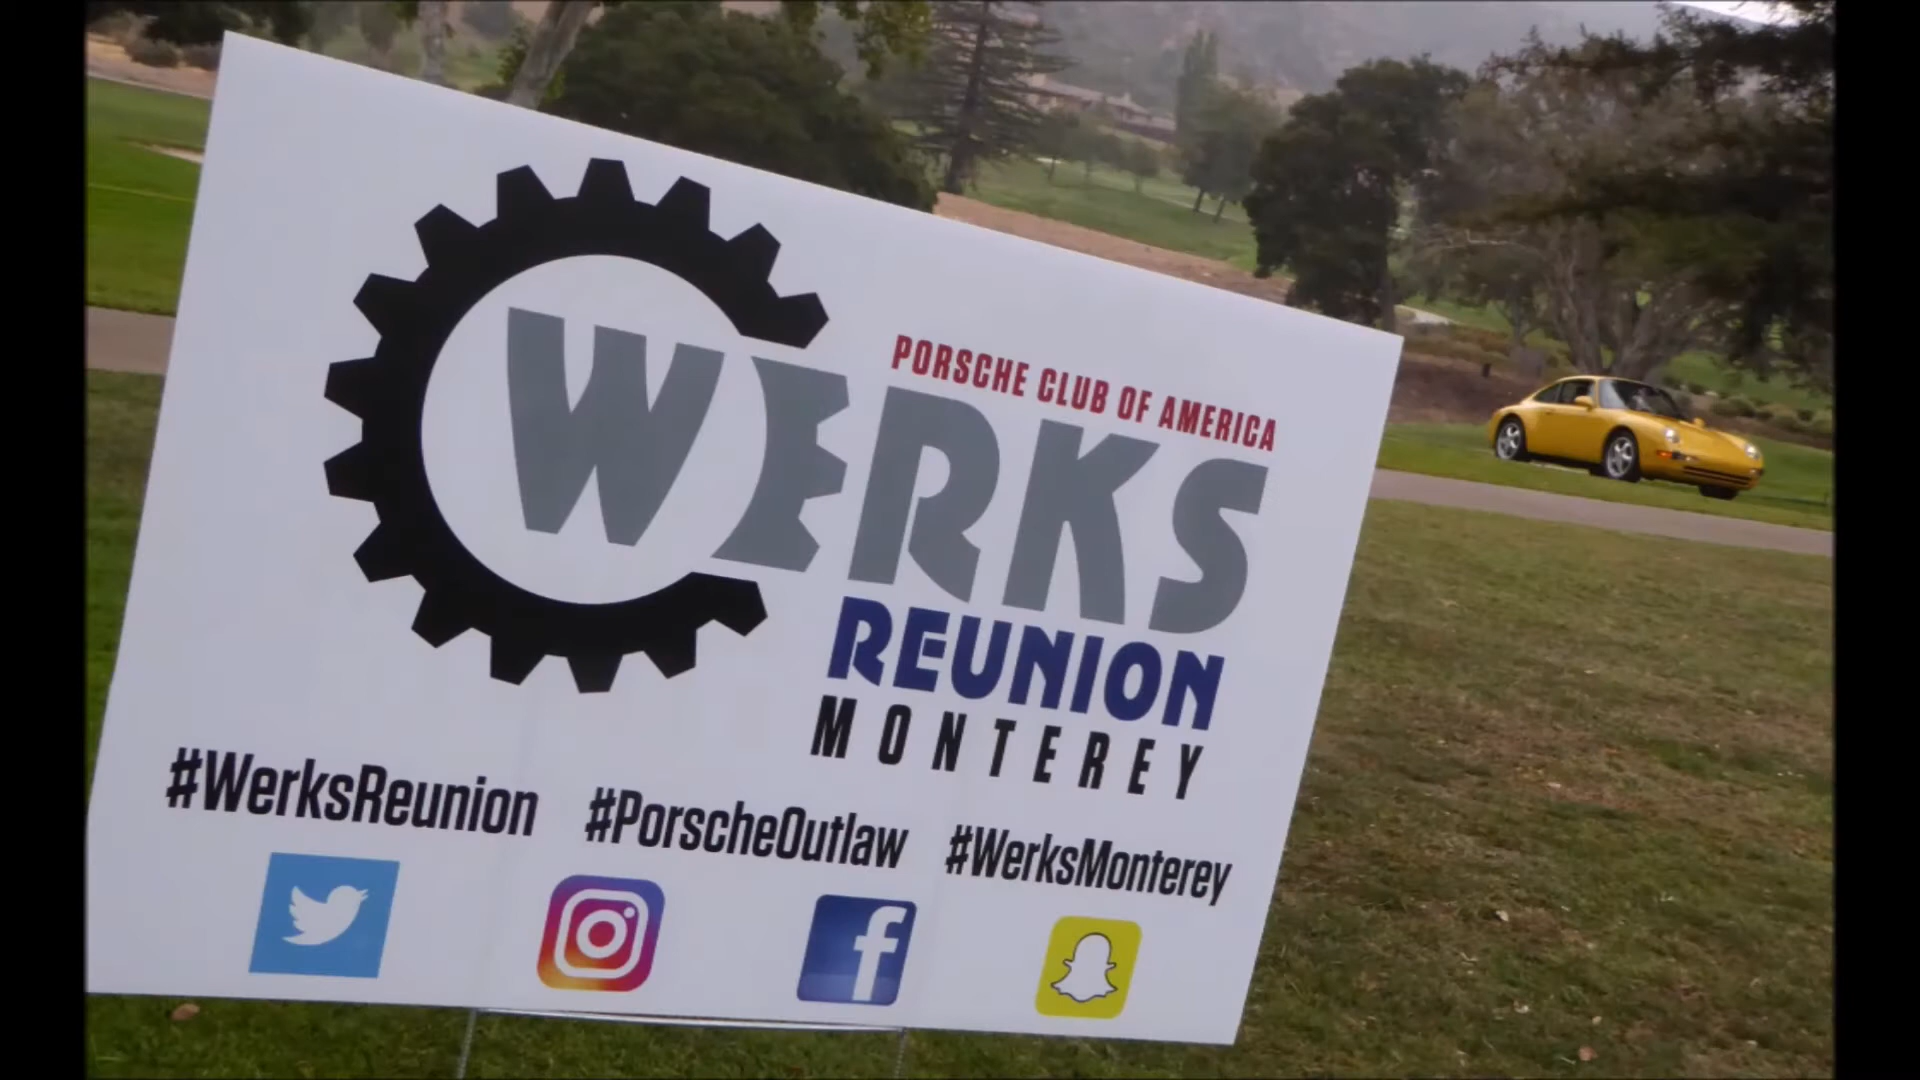 PORSCHE CLUB OF AMERICA
WERKS
REUNION
MONTEREY
#WerksReunion #PorscheOutlaw #WerksMonterey
f